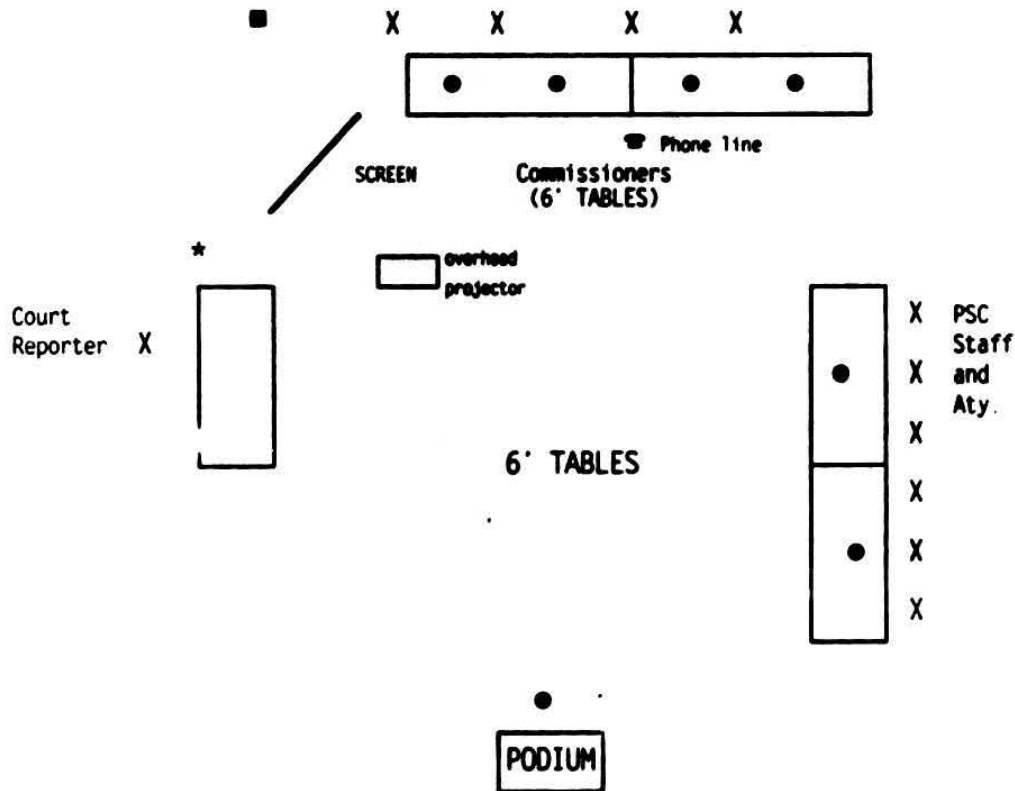 X X X X
Phone line
SCREEN
Commissioners
(6' TABLES)
*
overhead
projector
Court
Reporter X
X PSC
Staff
X and
Aty.
X
6' TABLES
X
X
X
PODIUM